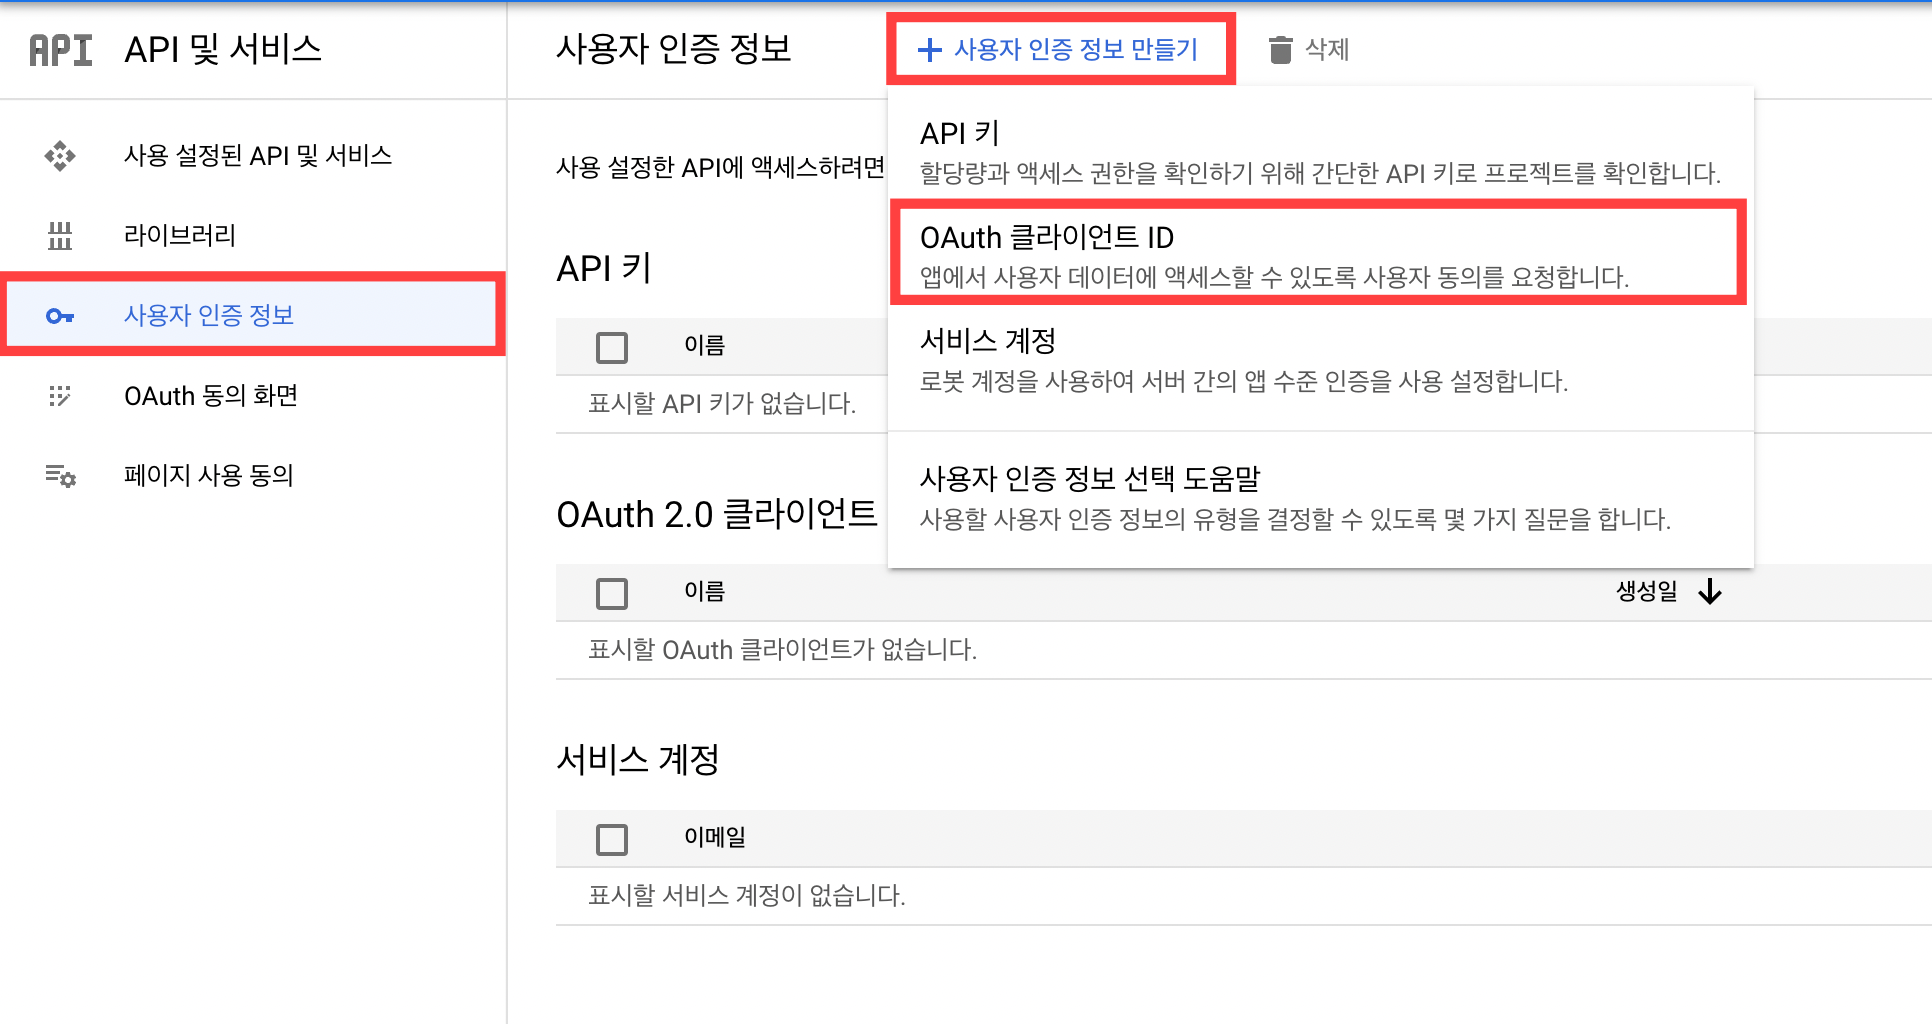 API API 및 서비스
사용 설정된 API 및 서비스
라이브러리
사용자 인증 정보
OAuth 동의 화면
페이지 사용 동의
사용자 인증 정보
+ 사용자 인증 정보 만들기
삭제
사용 설정한 API에 액세스하려면
API 키
할당량과 액세스 권한을 확인하기 위해 간단한 API 키로 프로젝트를 확인합니다.
OAuth 클라이언트 ID
앱에서 사용자 데이터에 액세스할 수 있도록 사용자 동의를 요청합니다.
서비스 계정
로봇 계정을 사용하여 서버 간의 앱 수준 인증을 사용 설정합니다.
사용자 인증 정보 선택 도움말
사용할 사용자 인증 정보의 유형을 결정할 수 있도록 몇 가지 질문을 합니다.
API 키
이름
표시할 API 키가 없습니다.
OAuth 2.0 클라이언트
이름 생성일
표시할 OAuth 클라이언트가 없습니다.
서비스 계정
이메일
표시할 서비스 계정이 없습니다.